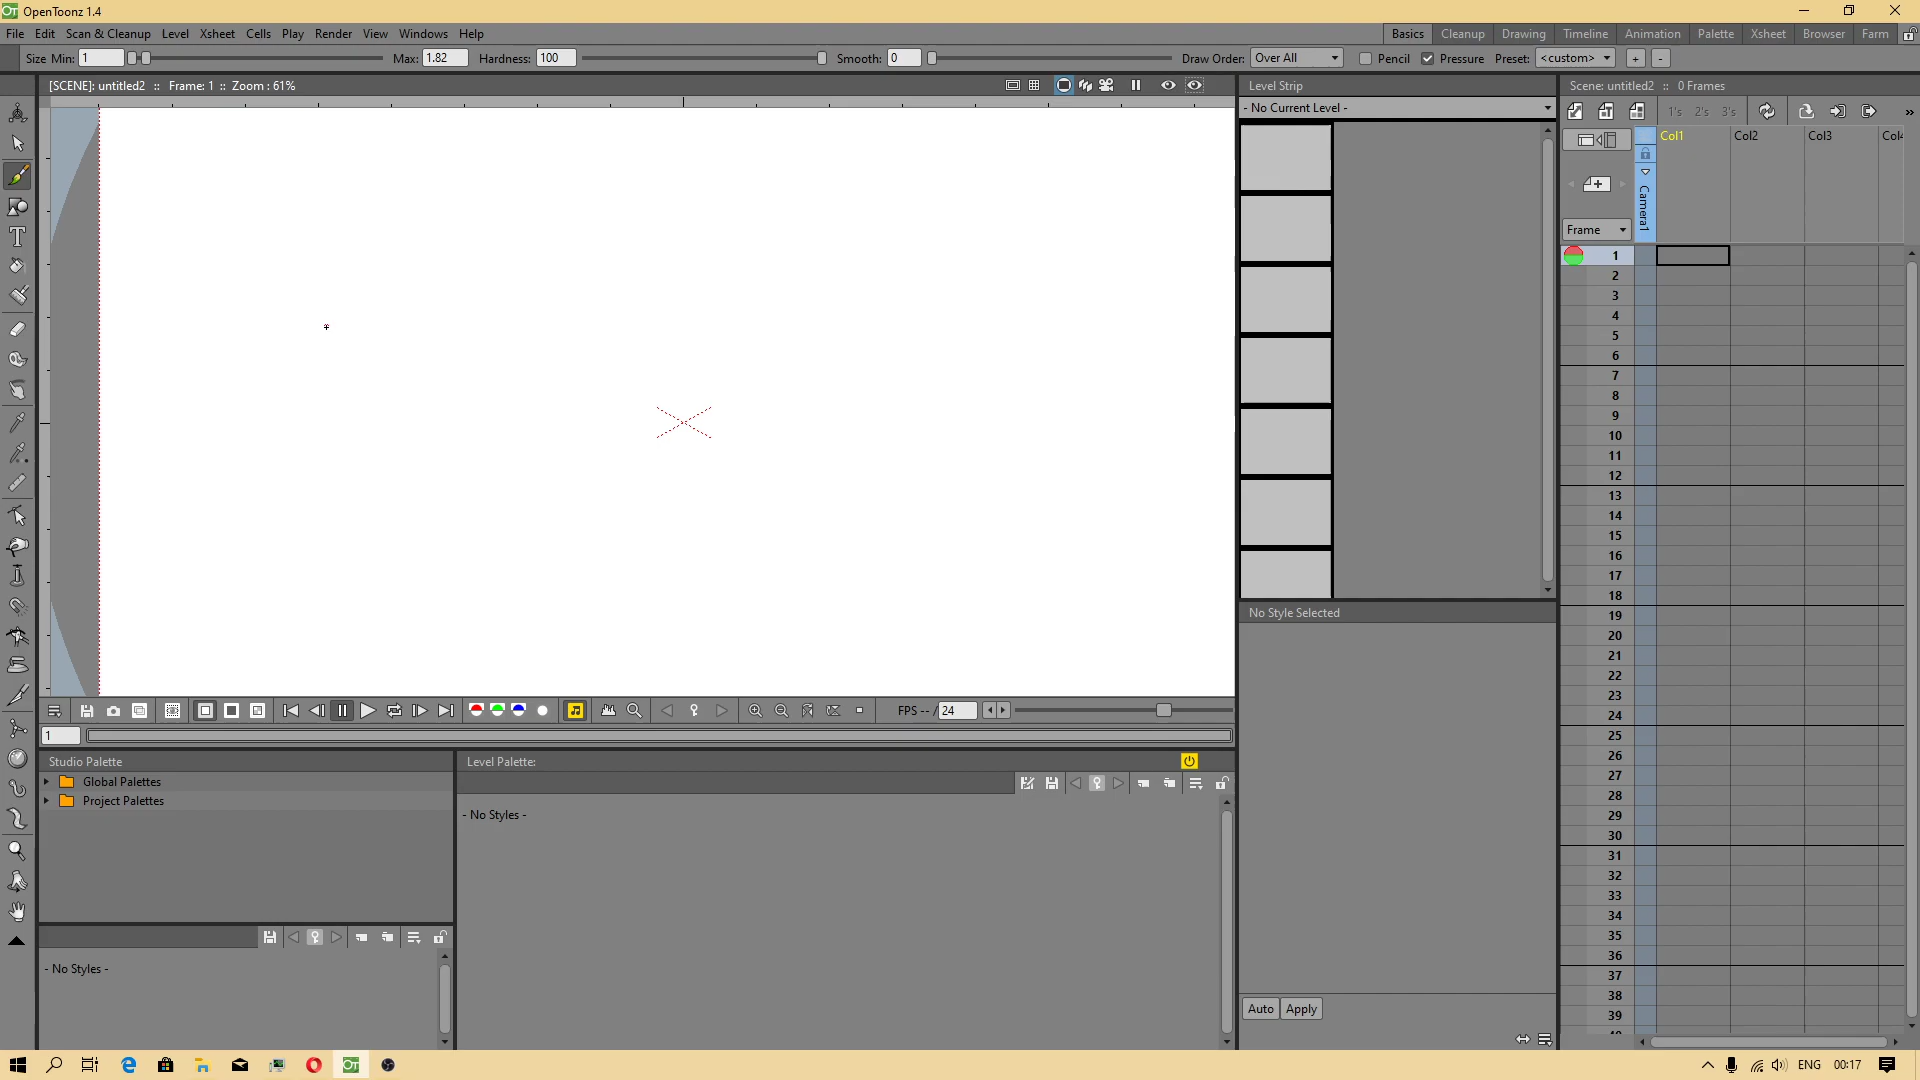 OpenToonz 1.4
File Edit Scan & Cleanup Level Xsheet Cells Play Render View Windows Help
Basics Cleanup Drawing Timeline Animation Palette Xsheet Browser Farm
Size Min: 1 Max: 1.82 Hardness: 100 Smooth: 0 Draw Order: Over All Pencil Pressure Preset: <custom> + -
[SCENE]: untitled2 :: Frame: 1 :: Zoom : 61%
Level Strip
Scene: untitled2 :: 0 Frames
- No Current Level -
1's 2's 3's »
Col1 Col2 Col3
Camera1
Frame
1
2
3
4
5
6
7
8
9
10
11
12
13
14
15
16
17
18
19
20
21
22
23
24
25
26
27
28
29
30
31
32
33
34
35
36
37
38
39
No Style Selected
FPS -- / 24
1
Studio Palette
Global Palettes
Project Palettes
- No Styles -
Level Palette:
- No Styles -
Auto Apply
OT
ENG 00:17